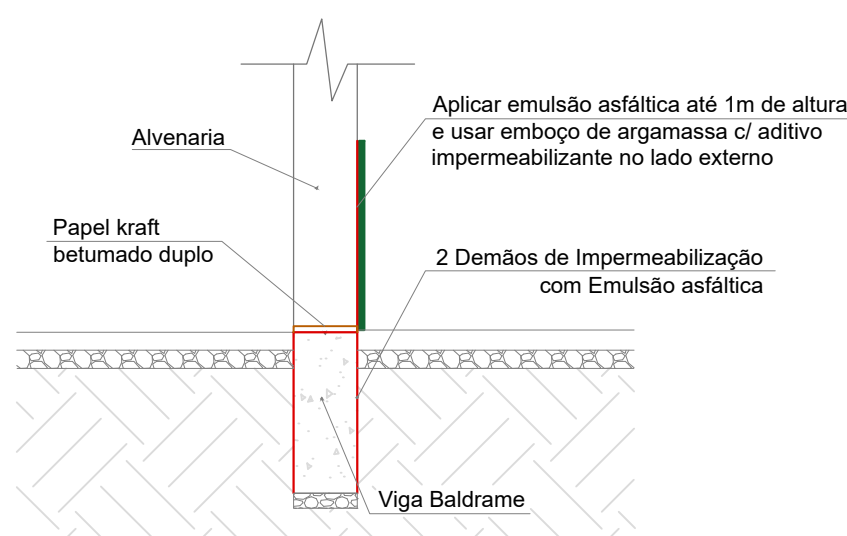 Aplicar emulsão asfáltica até 1m de altura
e usar emboço de argamassa c/ aditivo
impermeabilizante no lado externo
Alvenaria
Papel kraft
betumado duplo
2 Demãos de Impermeabilização
com Emulsão asfáltica
Viga Baldrame